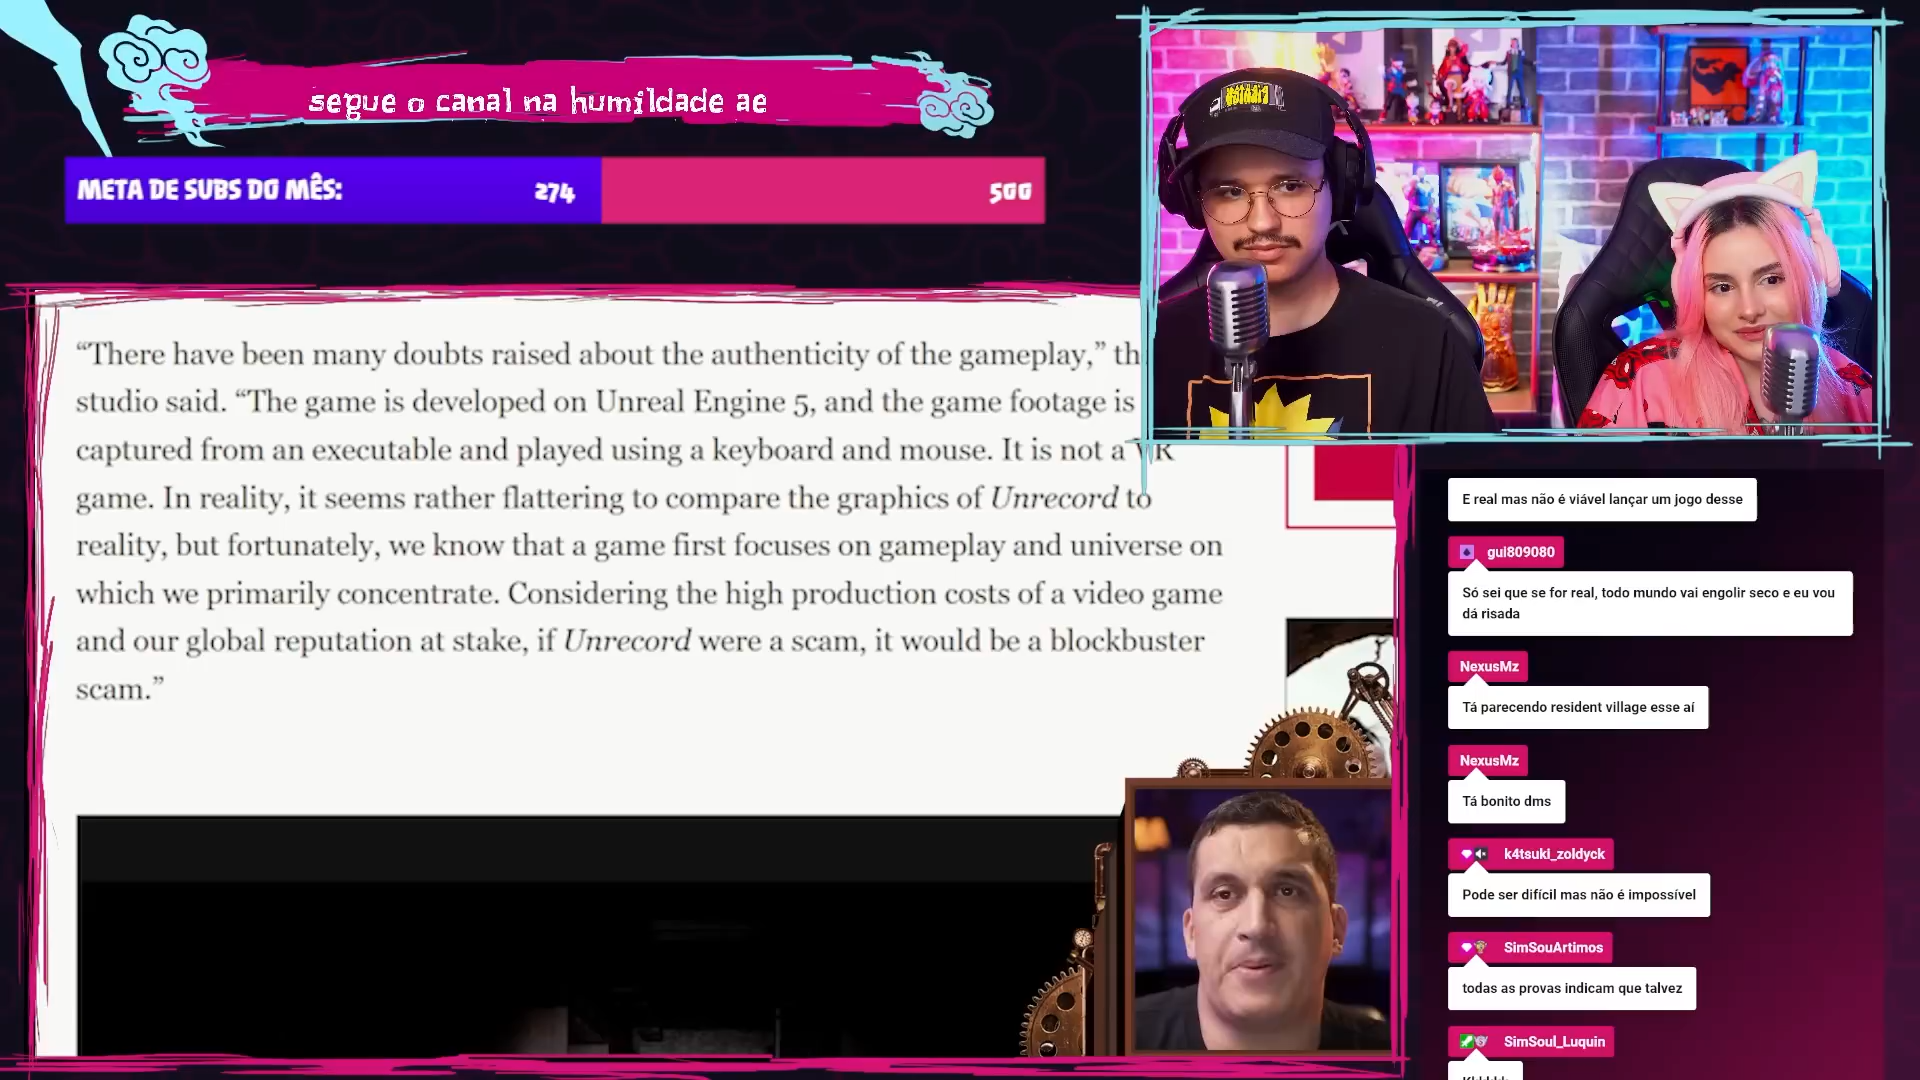 segue o canal na humildade ae
META DE SUBS DO MÊS: 274 500
“There have been many doubts raised about the authenticity of the gameplay,”
studio said. “The game is developed on Unreal Engine 5, and the game footage is
captured from an executable and played using a keyboard and mouse. It is not a VR
game. In reality, it seems rather flattering to compare the graphics of Unrecord to
reality, but fortunately, we know that a game first focuses on gameplay and universe on
which we primarily concentrate. Considering the high production costs of a video game
and our global reputation at stake, if Unrecord were a scam, it would be a blockbuster
scam.”
E real mas não é viável lançar um jogo desse
gul809080
Só sei que se for real, todo mundo vai engolir seco e eu vou
dá risada
NexusMz
Tá parecendo resident village esse aí
NexusMz
Tá bonito dms
k4tsuki_zoldyck
Pode ser difícil mas não é impossível
SimSouArtimos
todas as provas indicam que talvez
SimSoul_Luquin